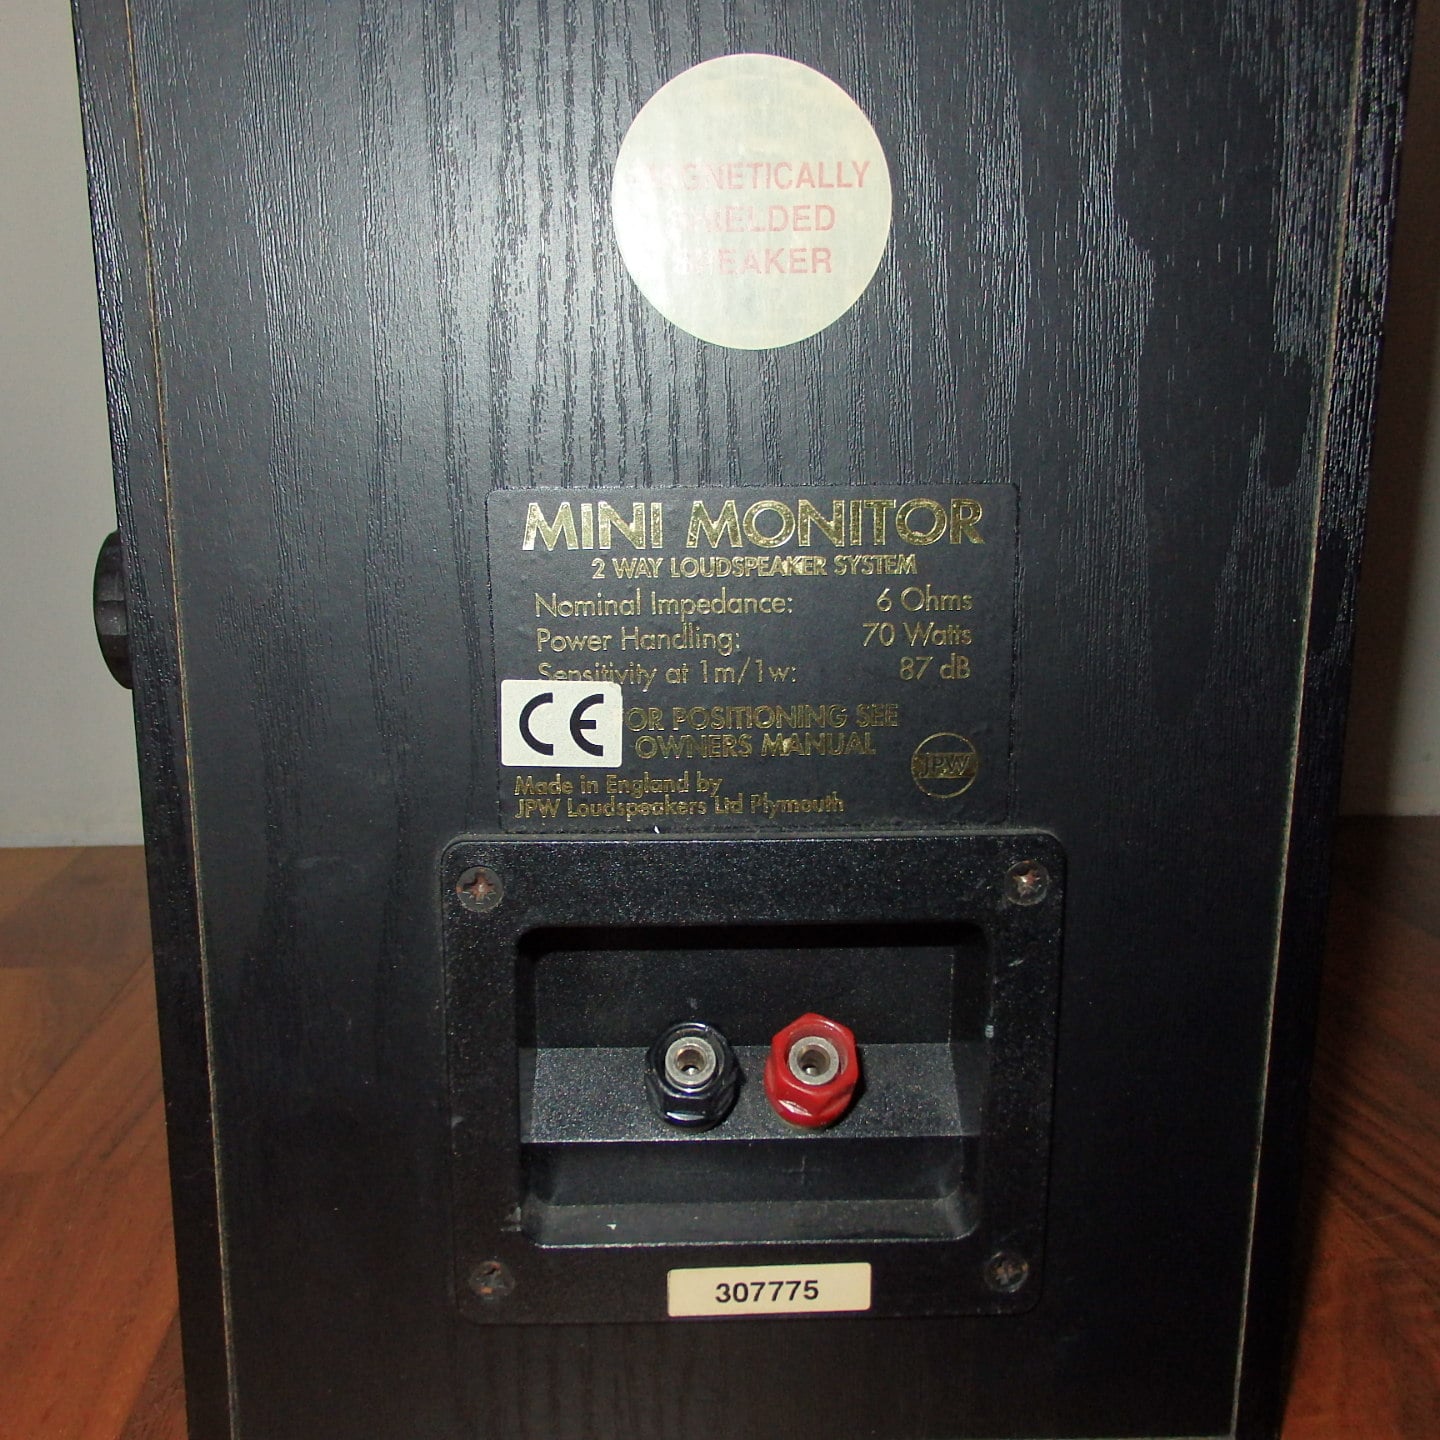 MAGNETICALLY
SHIELDED
SPEAKER
MINI MONITOR
2 WAY LOUDSPEAKER SYSTEM
Nominal Impedance: 6 Ohms
Power Handling: 70 Watts
Sensitivity at 1m/1w: 87 dB
CE
OR POSITIONING SEE
OWNERS MANUAL
JPW
Made in England by
JPW Loudspeakers Ltd Plymouth
307775